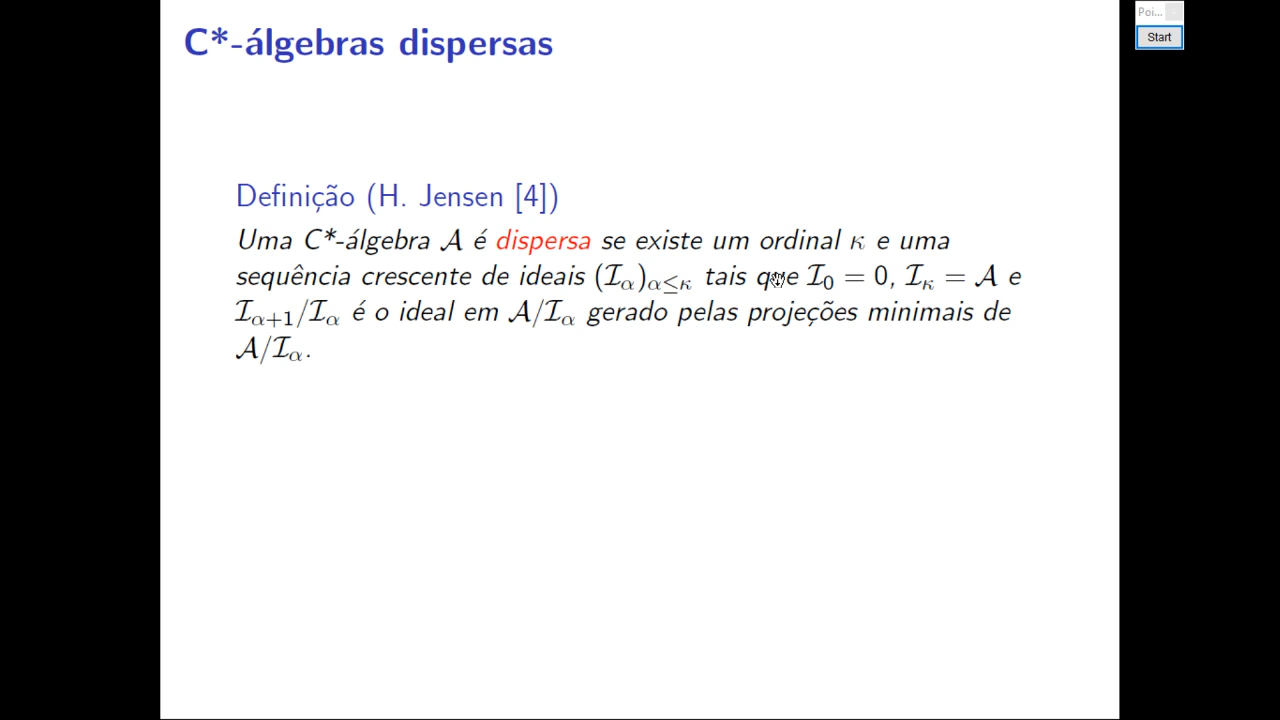 C*-álgebras dispersas
Poi...
Start
Definição (H. Jensen [4])
Uma C*-álgebra 𝒜 é dispersa se existe um ordinal κ e uma
sequência crescente de ideais (ℐ_α)_{α≤κ} tais que ℐ_0 = 0, ℐ_κ = 𝒜 e
ℐ_{α+1}/ℐ_α é o ideal em 𝒜/ℐ_α gerado pelas projeções minimais de
𝒜/ℐ_α.